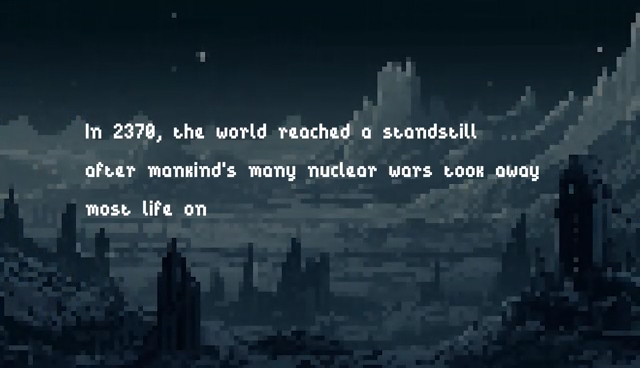 In 2370, the world reached a standstill
after mankind's many nuclear wars took away
most life on